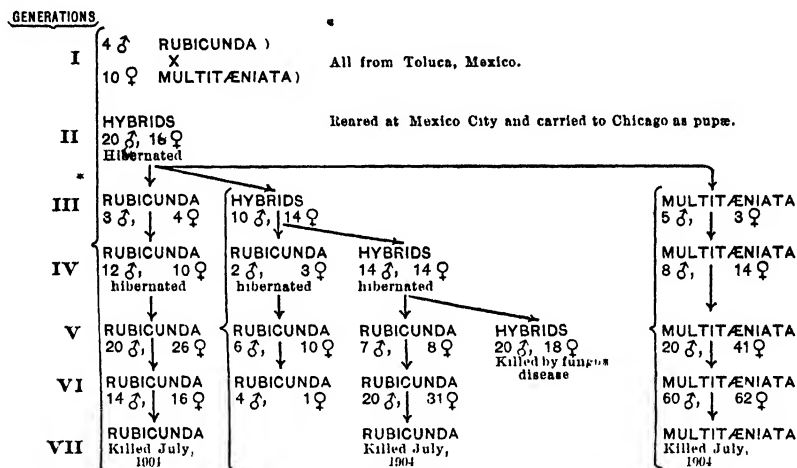 GENERATIONS
I
4 ♂ RUBICUNDA )
X
10 ♀ MULTITÆNIATA)
All from Toluca, Mexico.
II
HYBRIDS
20 ♂, 16 ♀
Hibernated
Reared at Mexico City and carried to Chicago as pupæ.
III
RUBICUNDA HYBRIDS MULTITÆNIATA
3 ♂, 4 ♀ 10 ♂, 14 ♀ 5 ♂, 3 ♀
IV
RUBICUNDA RUBICUNDA HYBRIDS MULTITÆNIATA
12 ♂, 10 ♀ 2 ♂, 3 ♀ 14 ♂, 14 ♀ 8 ♂, 14 ♀
hibernated hibernated hibernated
V
RUBICUNDA RUBICUNDA RUBICUNDA HYBRIDS MULTITÆNIATA
20 ♂, 26 ♀ 6 ♂, 10 ♀ 7 ♂, 8 ♀ 20 ♂, 18 ♀ 20 ♂, 41 ♀
Killed by fungus
disease
VI
RUBICUNDA RUBICUNDA RUBICUNDA MULTITÆNIATA
14 ♂, 16 ♀ 4 ♂, 1 ♀ 20 ♂, 31 ♀ 60 ♂, 62 ♀
VII
RUBICUNDA RUBICUNDA MULTITÆNIATA
Killed July, Killed July, Killed July,
1904 1904 1904